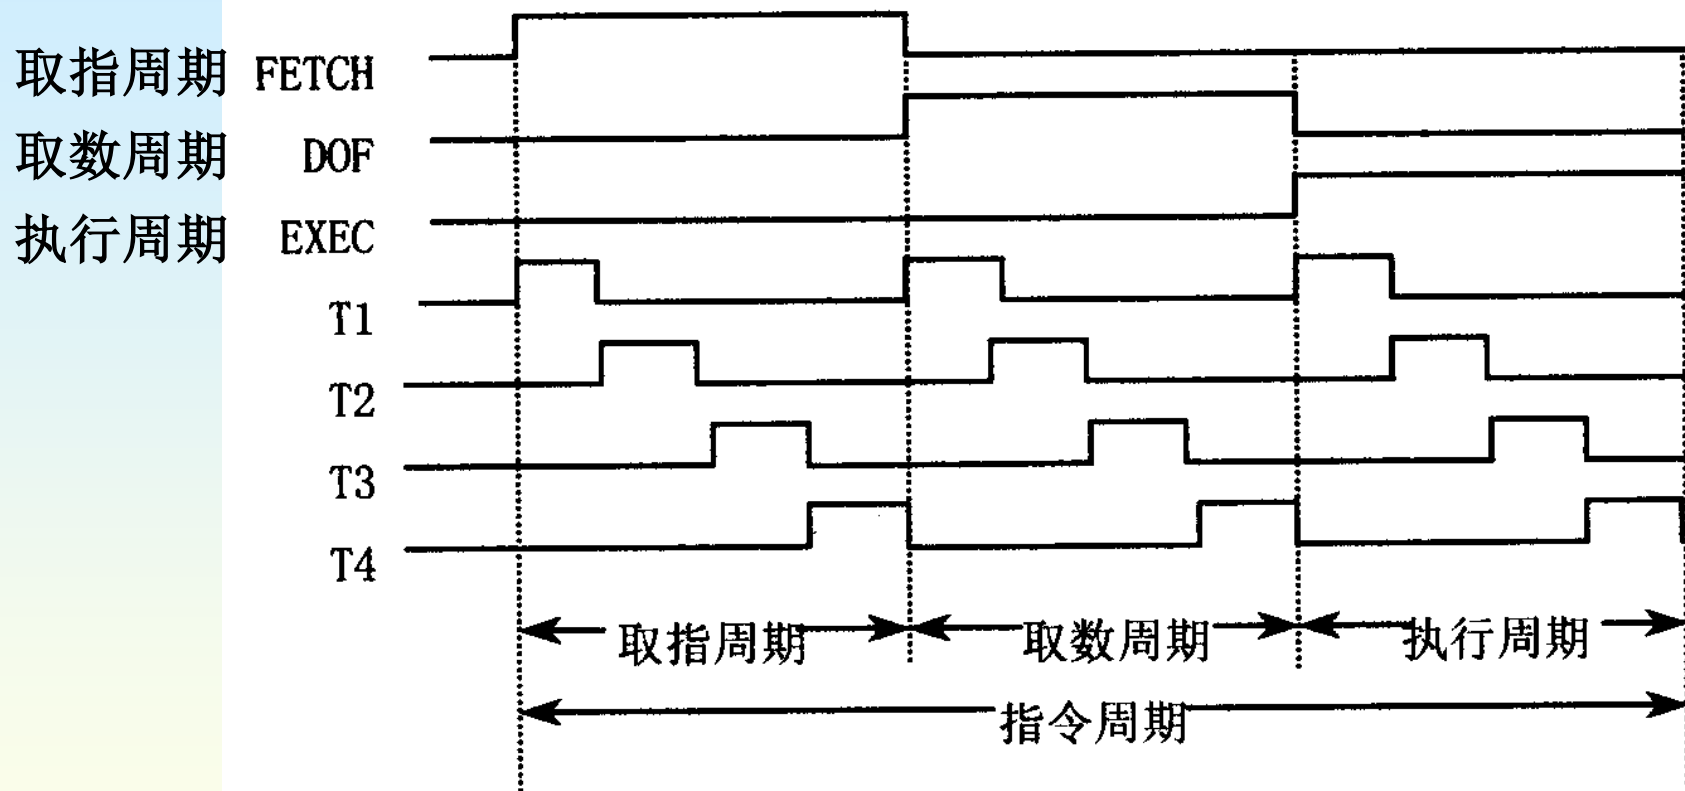 取指周期 FETCH
取数周期 DOF
执行周期 EXEC
T1
T2
T3
T4
取指周期 取数周期 执行周期
指令周期